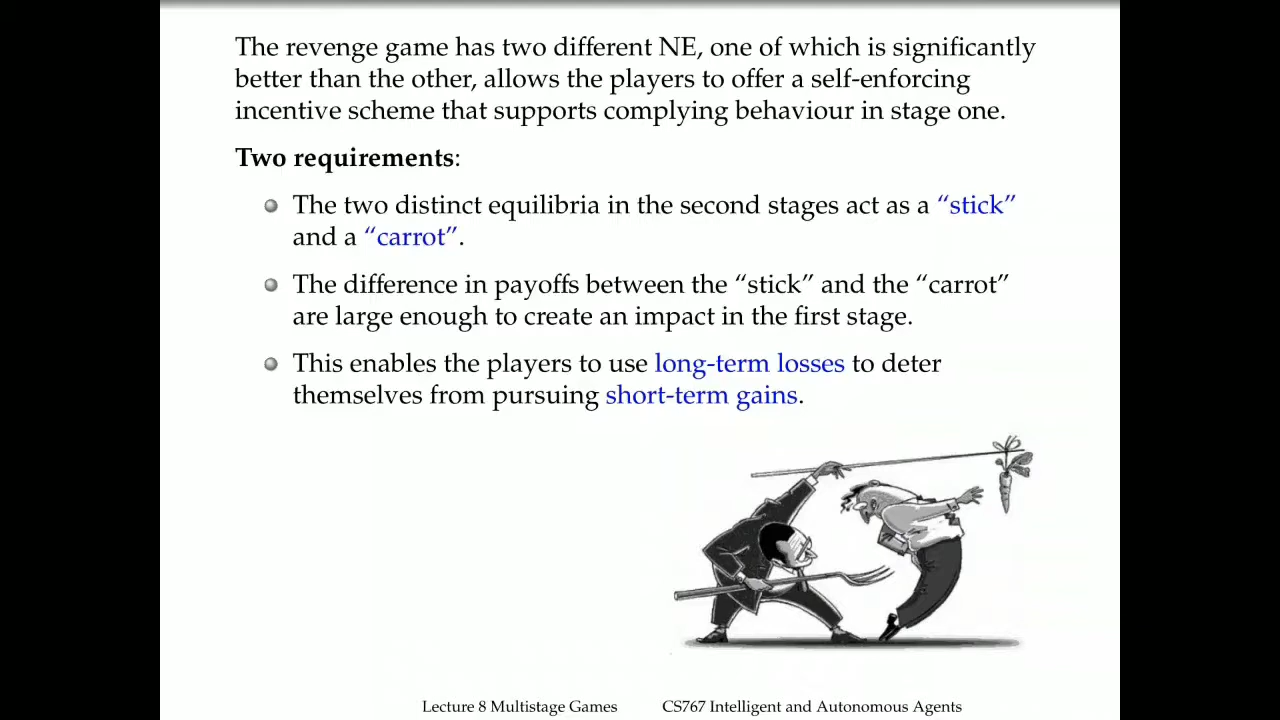 The revenge game has two different NE, one of which is significantly
better than the other, allows the players to offer a self-enforcing
incentive scheme that supports complying behaviour in stage one.
Two requirements:
The two distinct equilibria in the second stages act as a “stick”
and a “carrot”.
The difference in payoffs between the “stick” and the “carrot”
are large enough to create an impact in the first stage.
This enables the players to use long-term losses to deter
themselves from pursuing short-term gains.
Lecture 8 Multistage Games CS767 Intelligent and Autonomous Agents